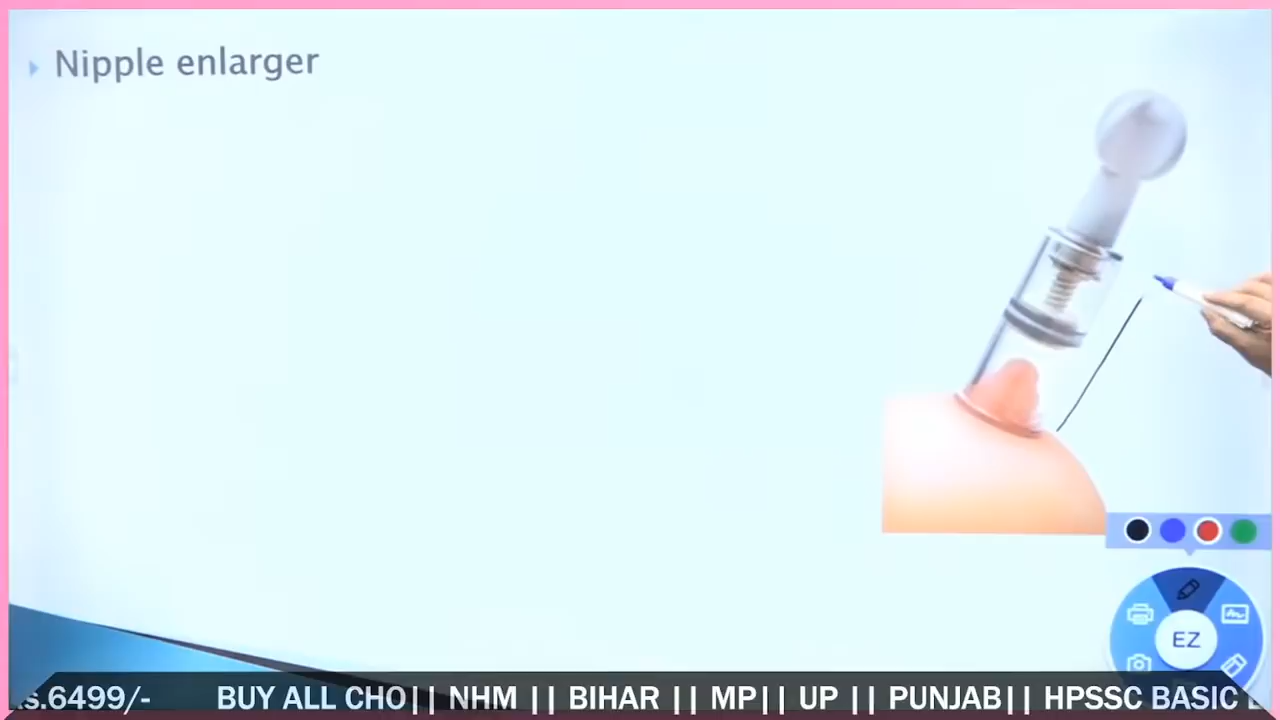 Nipple enlarger
EZ
s.6499/- BUY ALL CHO|| NHM || BIHAR || MP|| UP || PUNJAB|| HPSSC BASIC